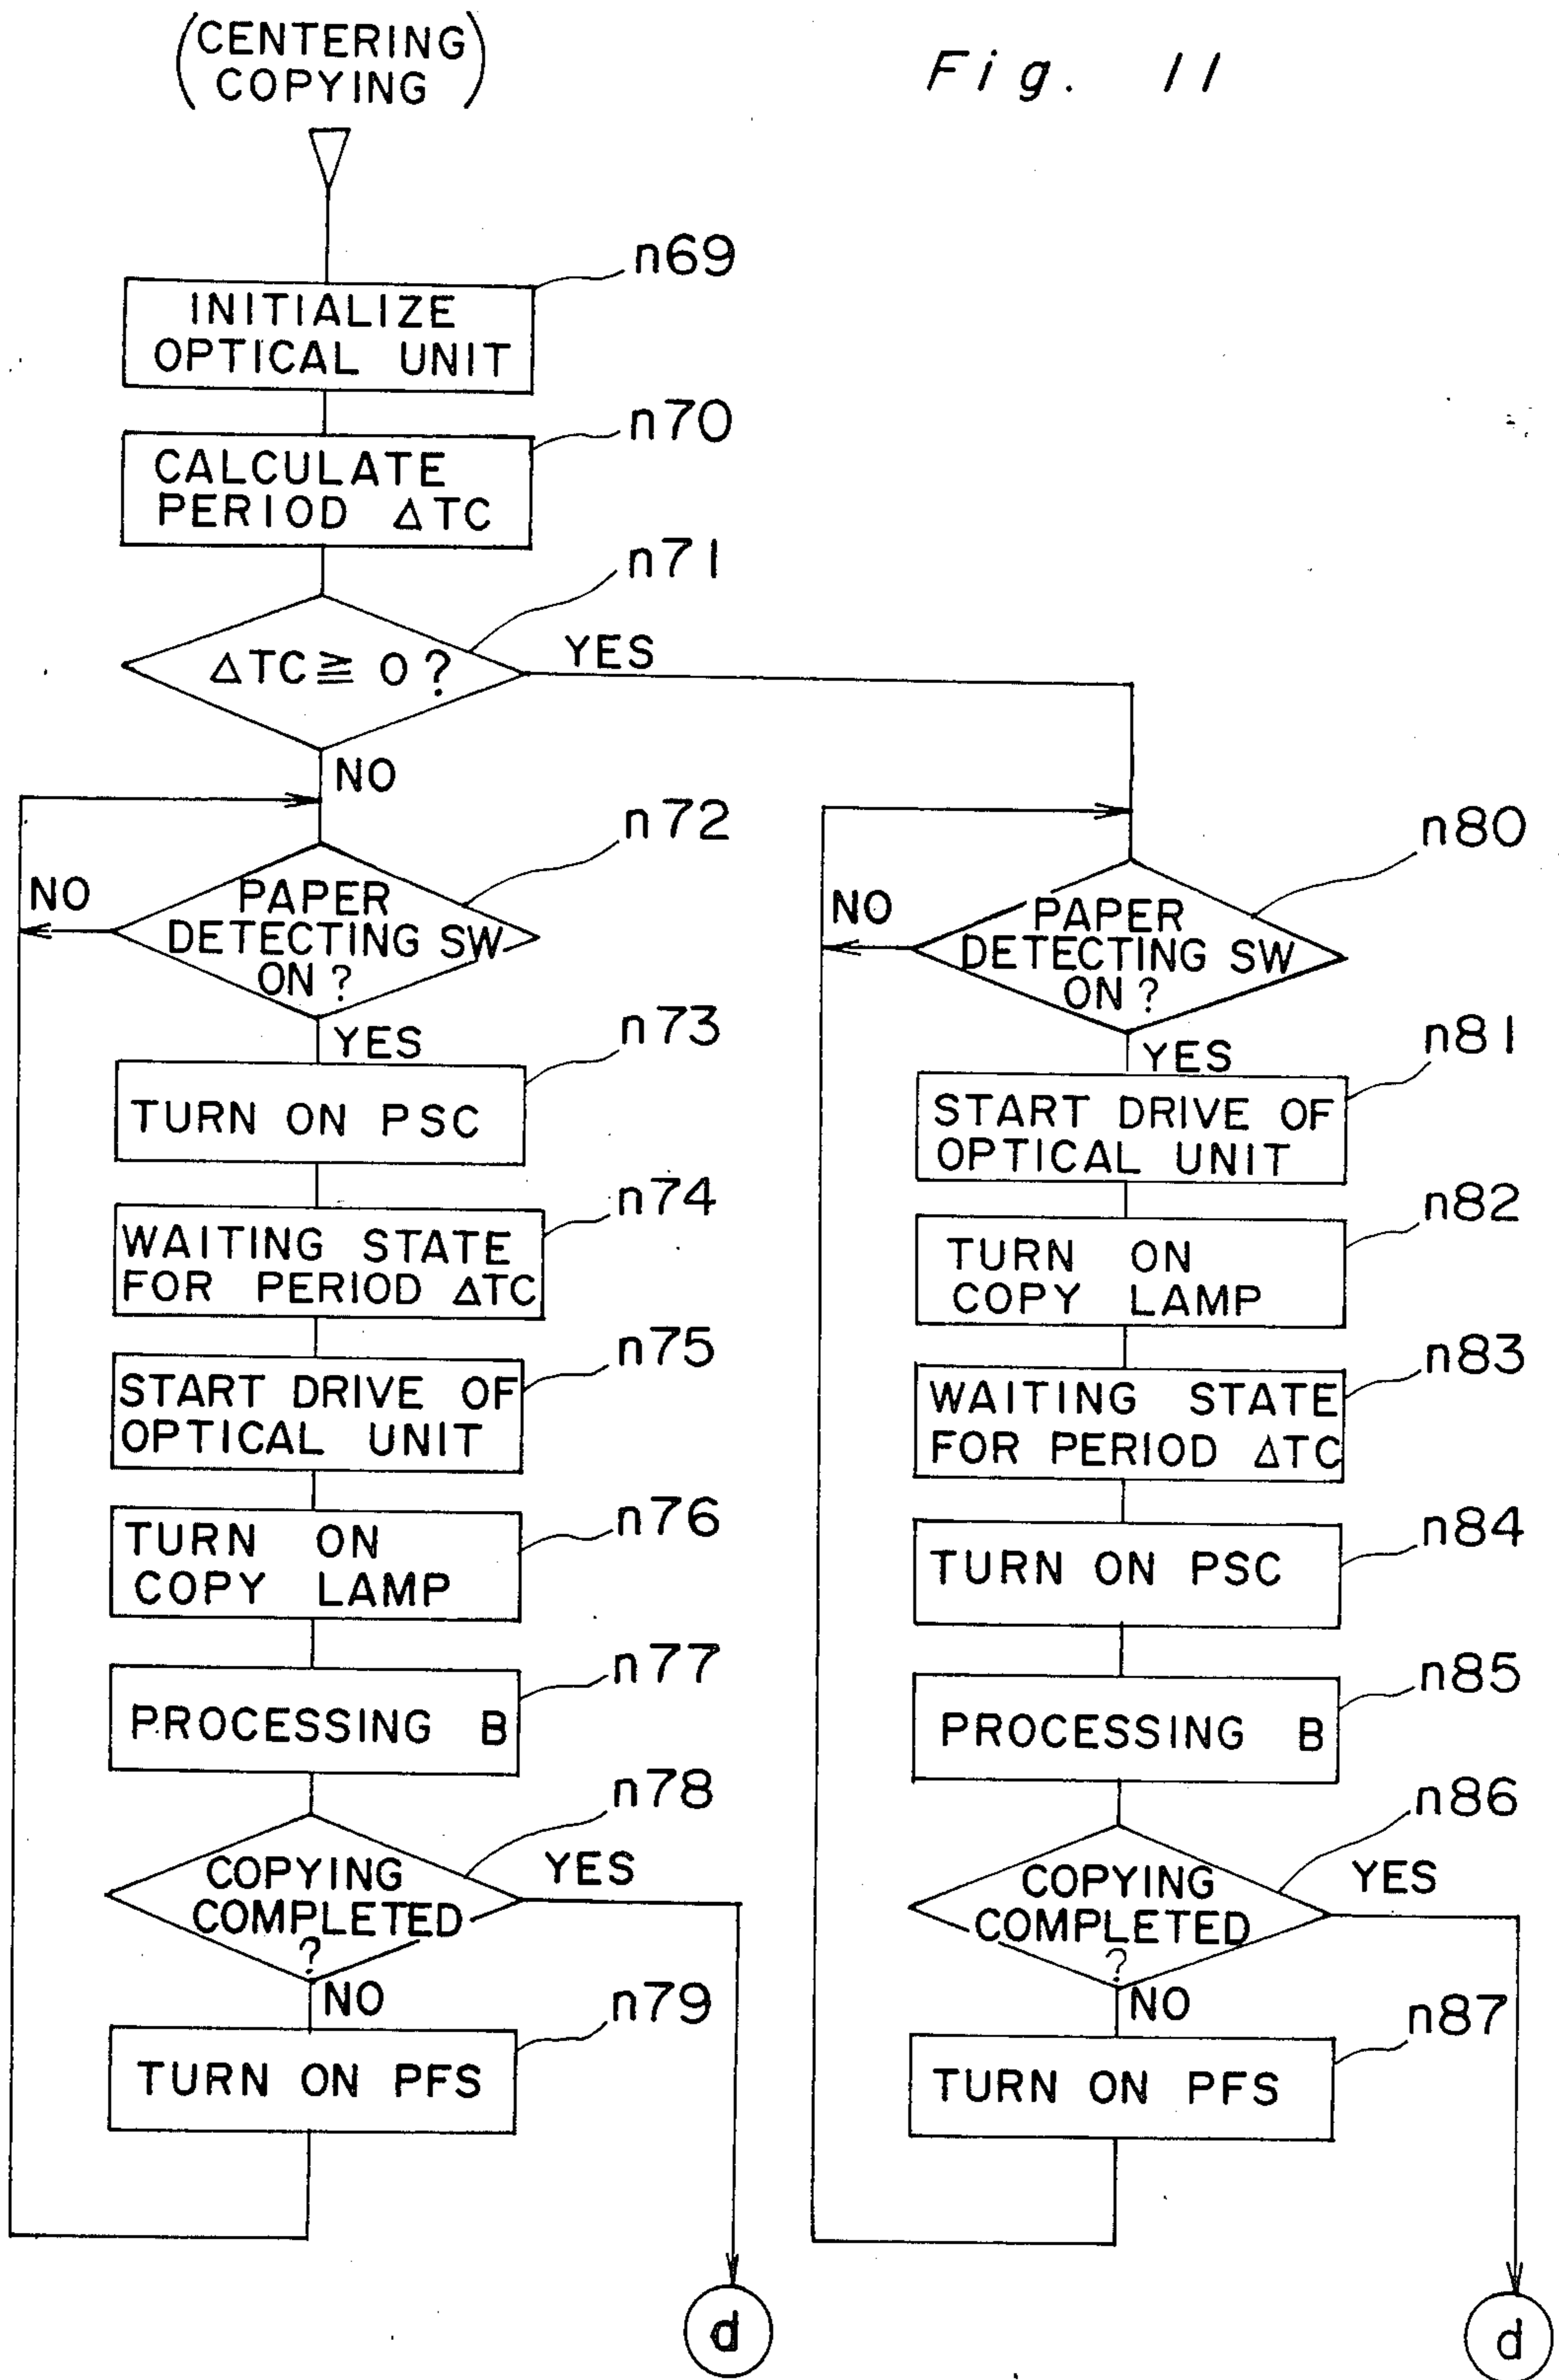 (CENTERING
COPYING)
Fig. 11
n69
INITIALIZE
OPTICAL UNIT
n70
CALCULATE
PERIOD ΔTC
n71
ΔTC ≧ 0 ?
YES
NO
n72
NO
PAPER
DETECTING SW
ON ?
YES
n73
TURN ON PSC
n74
WAITING STATE
FOR PERIOD ΔTC
n75
START DRIVE OF
OPTICAL UNIT
n76
TURN ON
COPY LAMP
n77
PROCESSING B
n78
COPYING
COMPLETED
?
YES
NO
n79
TURN ON PFS
d
n80
NO
PAPER
DETECTING SW
ON ?
YES
n81
START DRIVE OF
OPTICAL UNIT
n82
TURN ON
COPY LAMP
n83
WAITING STATE
FOR PERIOD ΔTC
n84
TURN ON PSC
n85
PROCESSING B
n86
COPYING
COMPLETED
?
YES
NO
n87
TURN ON PFS
d